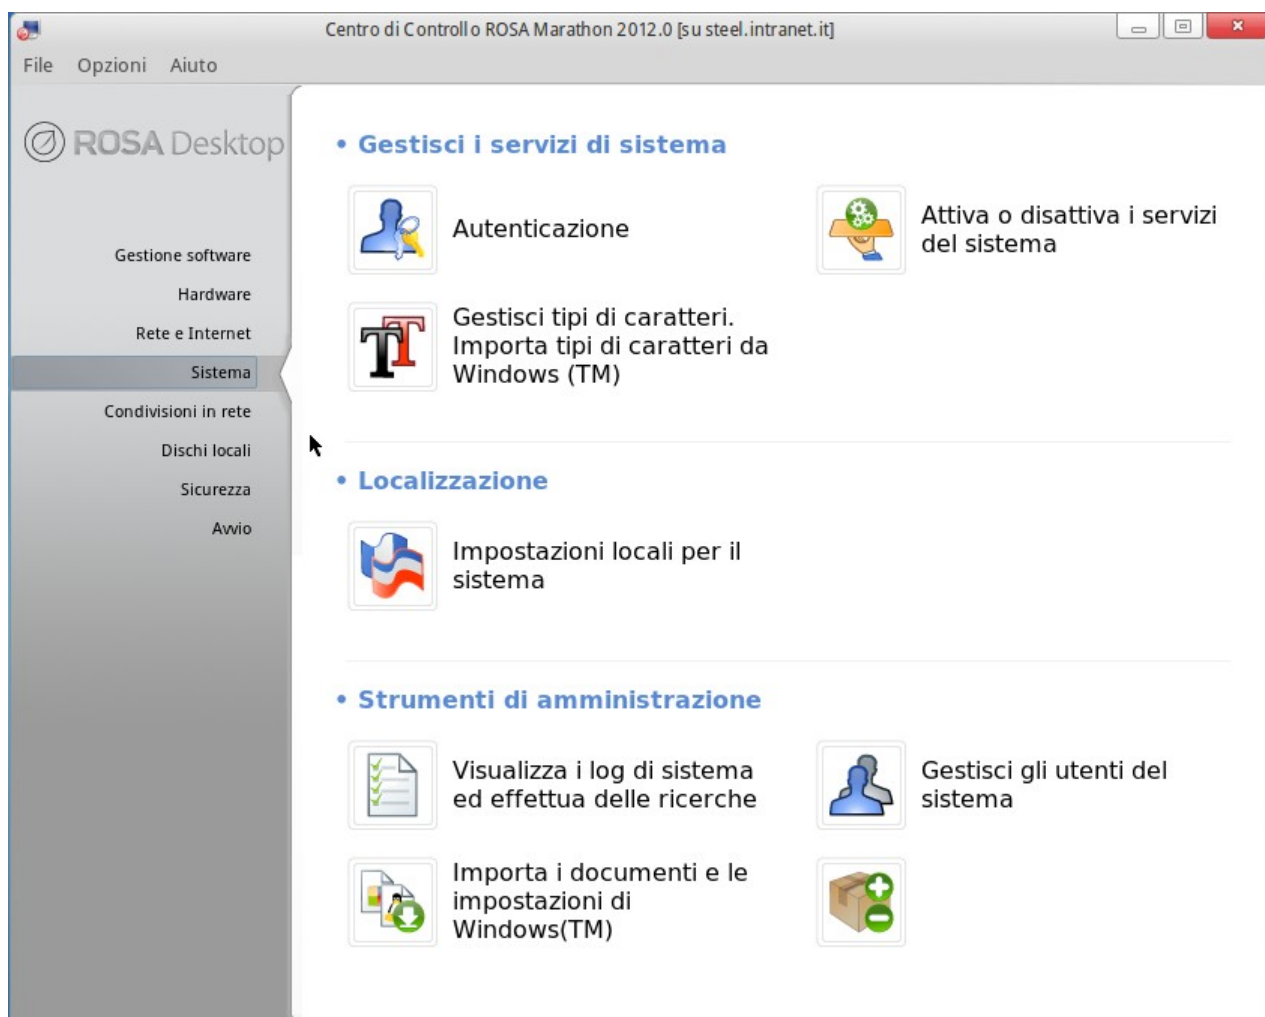 Centro di Controllo ROSA Marathon 2012.0 [su steel.intranet.it]
File Opzioni Aiuto
ROSA Desktop
Gestione software
Hardware
Rete e Internet
Sistema
Condivisioni in rete
Dischi locali
Sicurezza
Avvio
• Gestisci i servizi di sistema
Autenticazione
Attiva o disattiva i servizi
del sistema
Gestisci tipi di caratteri.
Importa tipi di caratteri da
Windows (TM)
• Localizzazione
Impostazioni locali per il
sistema
• Strumenti di amministrazione
Visualizza i log di sistema
ed effettua delle ricerche
Gestisci gli utenti del
sistema
Importa i documenti e le
impostazioni di
Windows(TM)